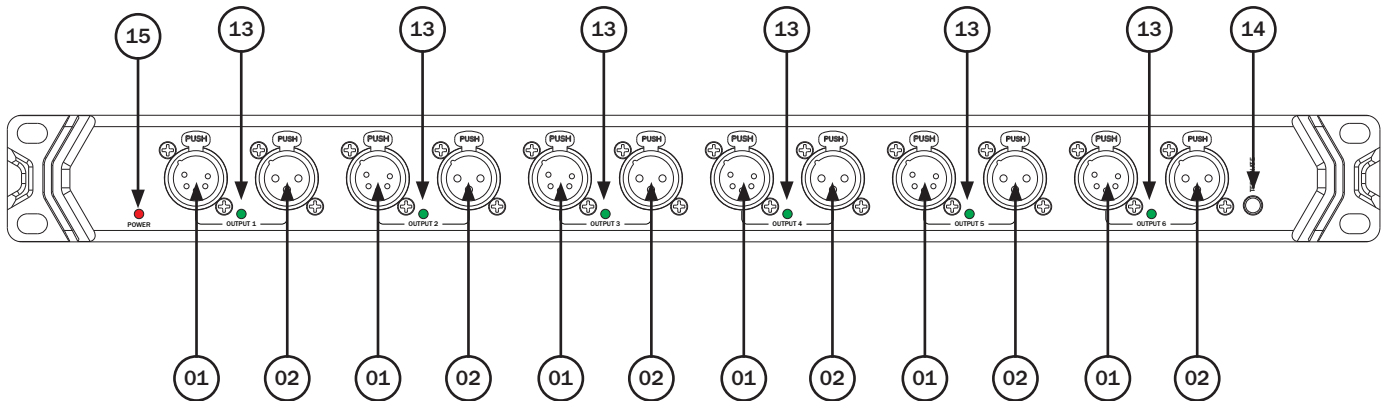 15 13 13 13 13 13 13 14
PUSH PUSH PUSH PUSH PUSH PUSH PUSH PUSH PUSH PUSH PUSH PUSH
POWER OUTPUT 1 OUTPUT 2 OUTPUT 3 OUTPUT 4 OUTPUT 5 OUTPUT 6
01 02 01 02 01 02 01 02 01 02 01 02